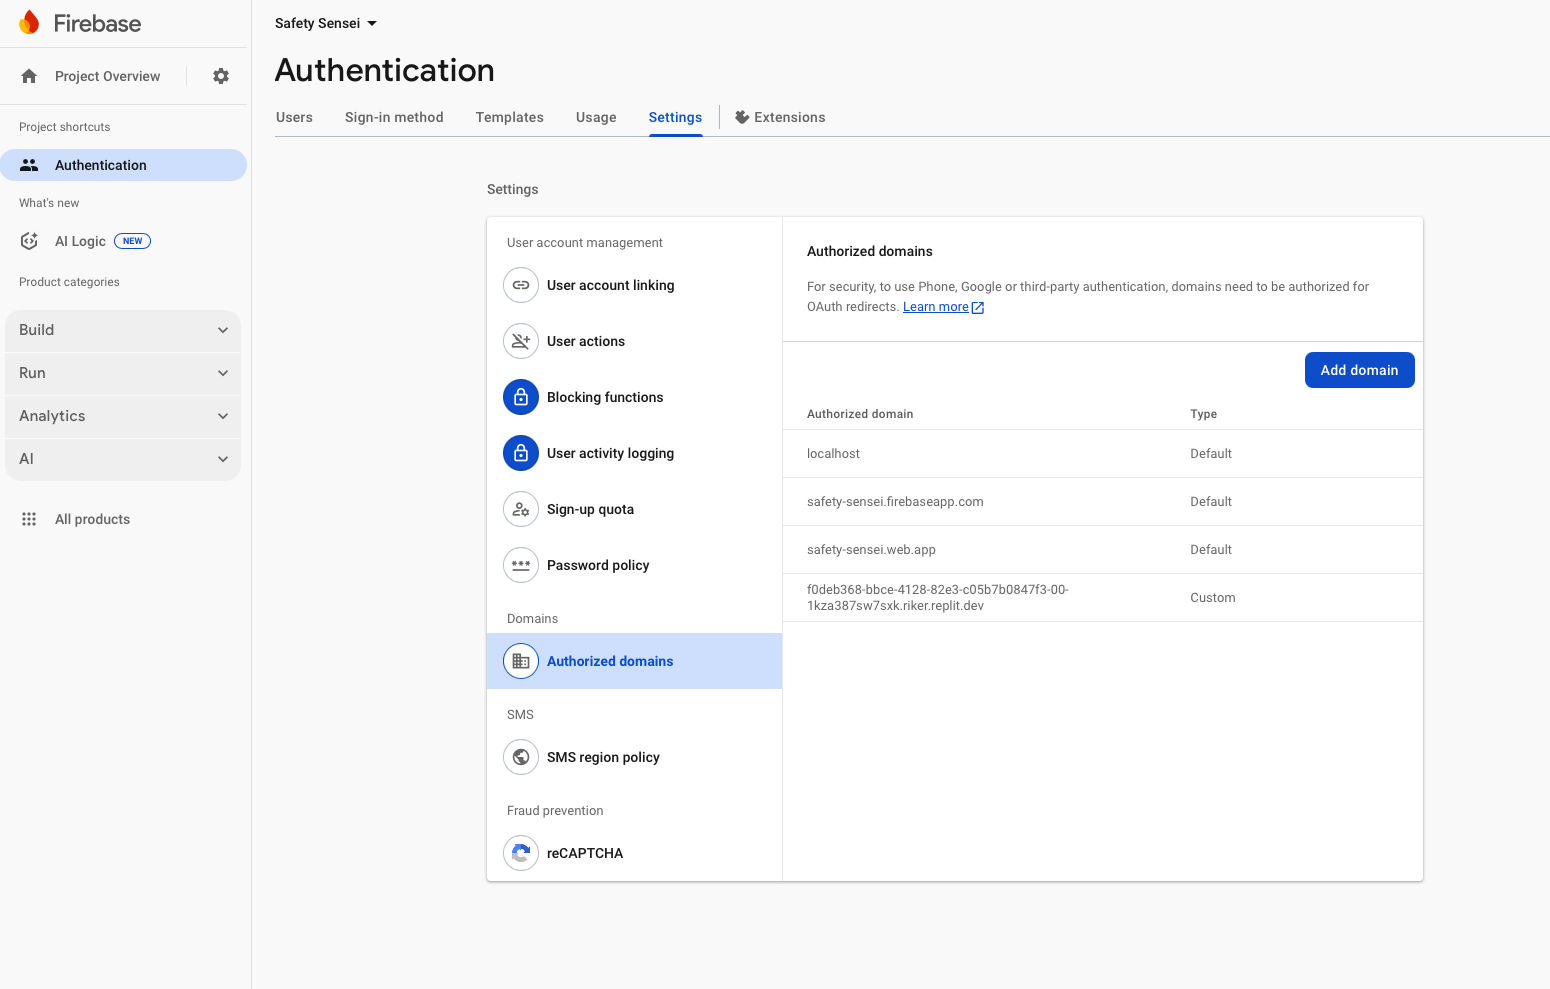 Firebase
Project Overview
Project shortcuts
Authentication
What's new
AI Logic NEW
Product categories
Build
Run
Analytics
AI
All products
Safety Sensei
Authentication
Users Sign-in method Templates Usage Settings Extensions
Settings
User account management
User account linking
User actions
Blocking functions
User activity logging
Sign-up quota
Password policy
Domains
Authorized domains
SMS
SMS region policy
Fraud prevention
reCAPTCHA
Authorized domains
For security, to use Phone, Google or third-party authentication, domains need to be authorized for
OAuth redirects. Learn more
Add domain
Authorized domain Type
localhost Default
safety-sensei.firebaseapp.com Default
safety-sensei.web.app Default
f0deb368-bbce-4128-82e3-c05b7b0847f3-00-
1kza387sw7sxk.riker.replit.dev Custom